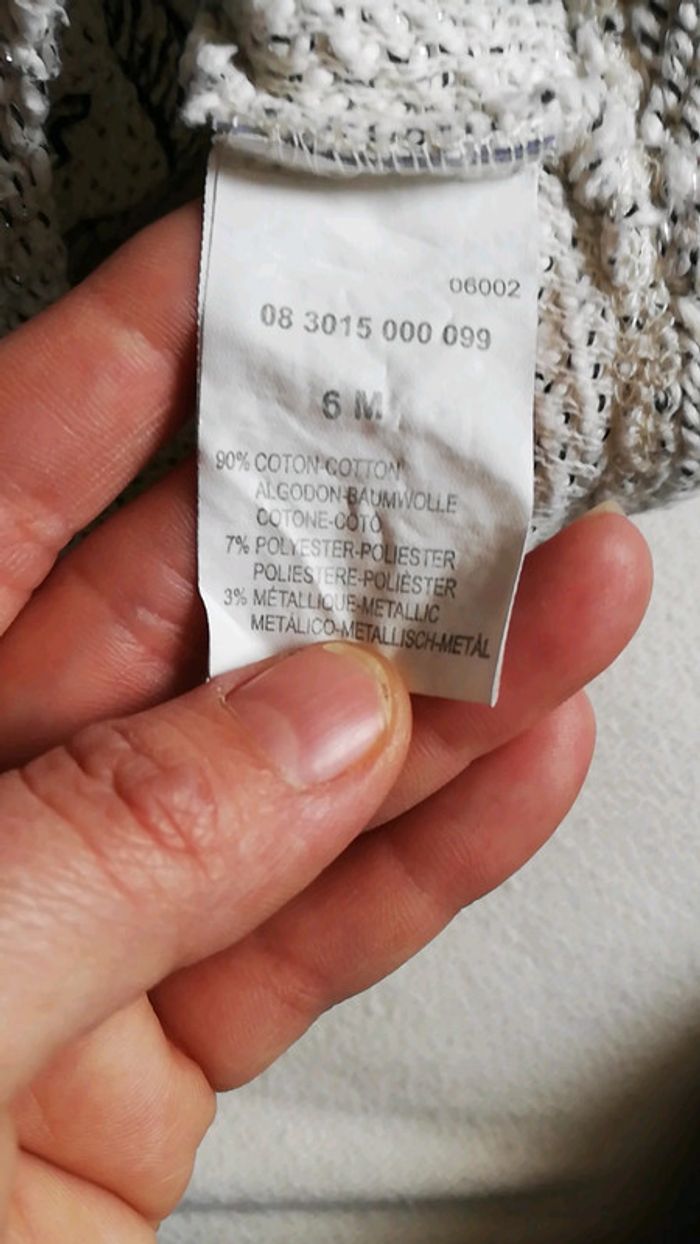 06002
08 3015 000 099
6 M
90% COTON-COTTON
ALGODON-BAUMWOLLE
COTONE-COTÓ
7% POLYESTER-POLIESTER
POLIESTERE-POLIÈSTER
3% MÉTALLIQUE-METALLIC
METÁLICO-METALLISCH-METÁL